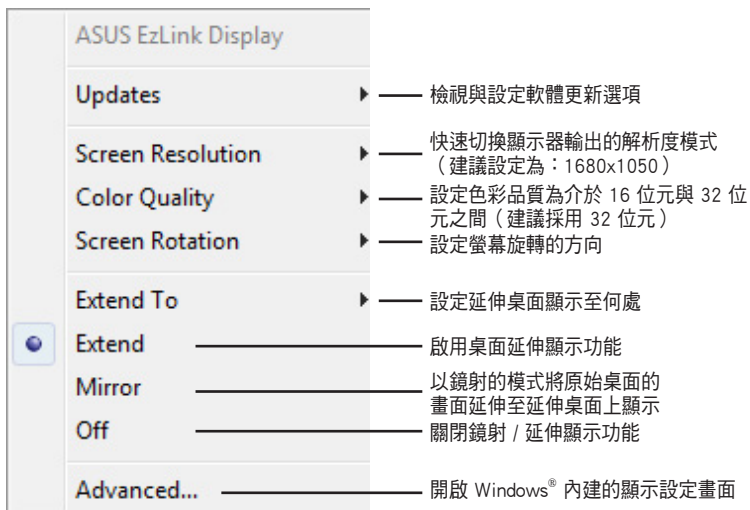 ASUS EzLink Display
Updates
檢視與設定軟體更新選項
Screen Resolution
快速切換顯示器輸出的解析度模式
（建議設定為：1680x1050）
Color Quality
設定色彩品質為介於 16 位元與 32 位
元之間（建議採用 32 位元）
Screen Rotation
設定螢幕旋轉的方向
Extend To
設定延伸桌面顯示至何處
Extend
啟用桌面延伸顯示功能
Mirror
以鏡射的模式將原始桌面的
畫面延伸至延伸桌面上顯示
Off
關閉鏡射 / 延伸顯示功能
Advanced...
開啟 Windows® 內建的顯示設定畫面